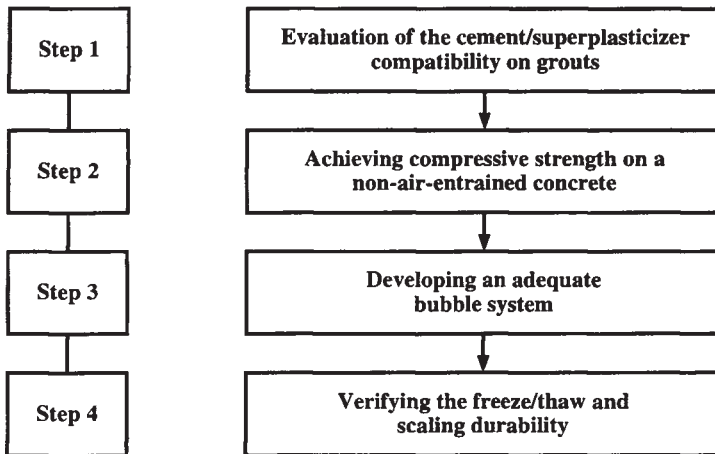 Step 1
Evaluation of the cement/superplasticizer
compatibility on grouts
Step 2
Achieving compressive strength on a
non-air-entrained concrete
Step 3
Developing an adequate
bubble system
Step 4
Verifying the freeze/thaw and
scaling durability